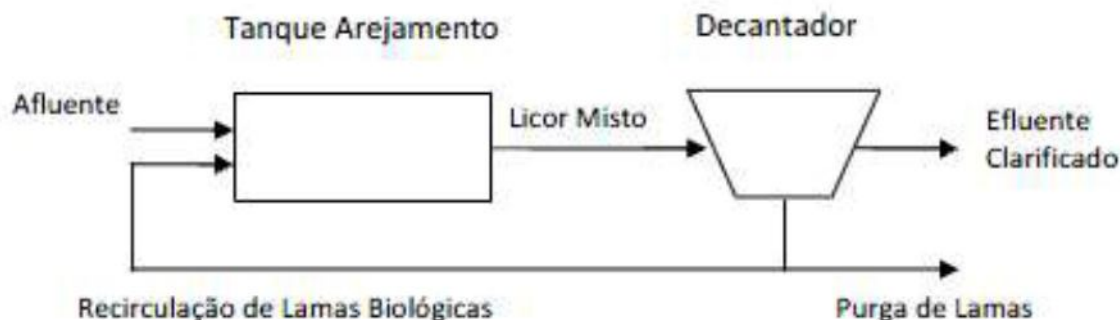 Tanque Arejamento
Decantador
Afluente
Licor Misto
Efluente
Clarificado
Recirculação de Lamas Biológicas
Purga de Lamas